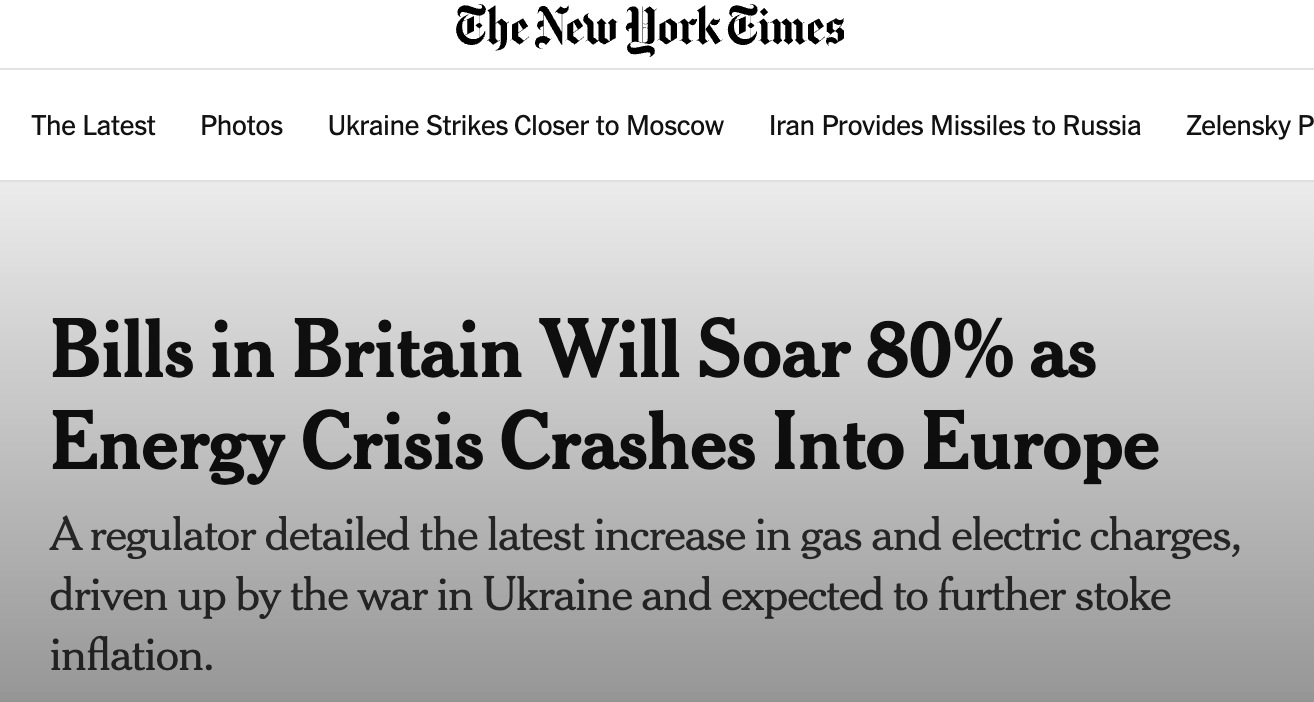 The New York Times
The Latest Photos Ukraine Strikes Closer to Moscow Iran Provides Missiles to Russia Zelensky P
Bills in Britain Will Soar 80% as
Energy Crisis Crashes Into Europe
A regulator detailed the latest increase in gas and electric charges,
driven up by the war in Ukraine and expected to further stoke
inflation.